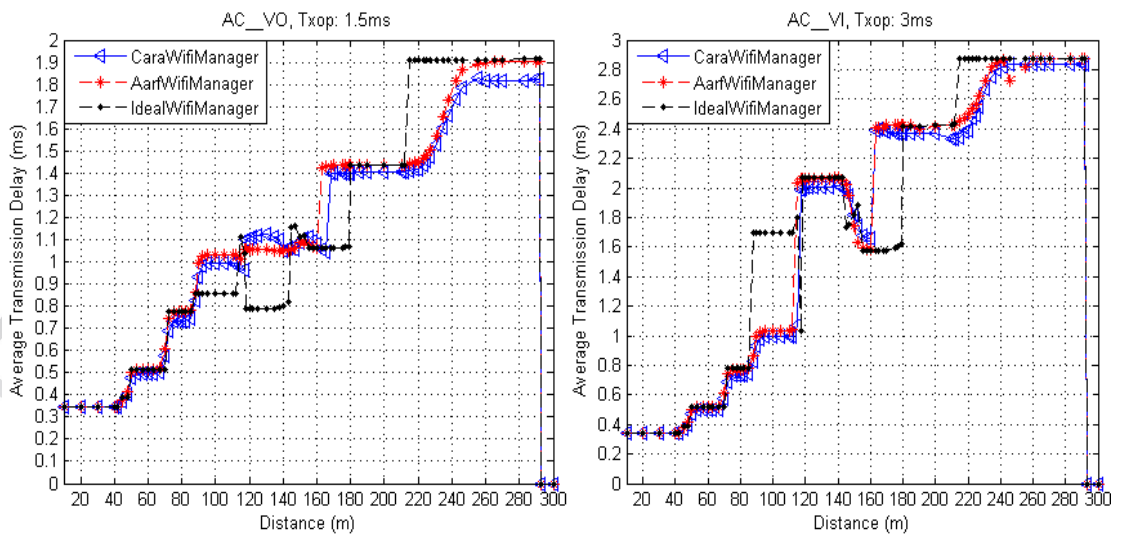 AC__VO, Txop: 1.5ms
CaraWifiManager
AarfWifiManager
IdealWifiManager
Average Transmission Delay (ms)
2
1.9
1.8
1.7
1.6
1.5
1.4
1.3
1.2
1.1
1
0.9
0.8
0.7
0.6
0.5
0.4
0.3
0.2
0.1
0
20 40 60 80 100 120 140 160 180 200 220 240 260 280 300
Distance (m)
AC__VI, Txop: 3ms
CaraWifiManager
AarfWifiManager
IdealWifiManager
Average Transmission Delay (ms)
3
2.8
2.6
2.4
2.2
2
1.8
1.6
1.4
1.2
1
0.8
0.6
0.4
0.2
0
20 40 60 80 100 120 140 160 180 200 220 240 260 280 300
Distance (m)